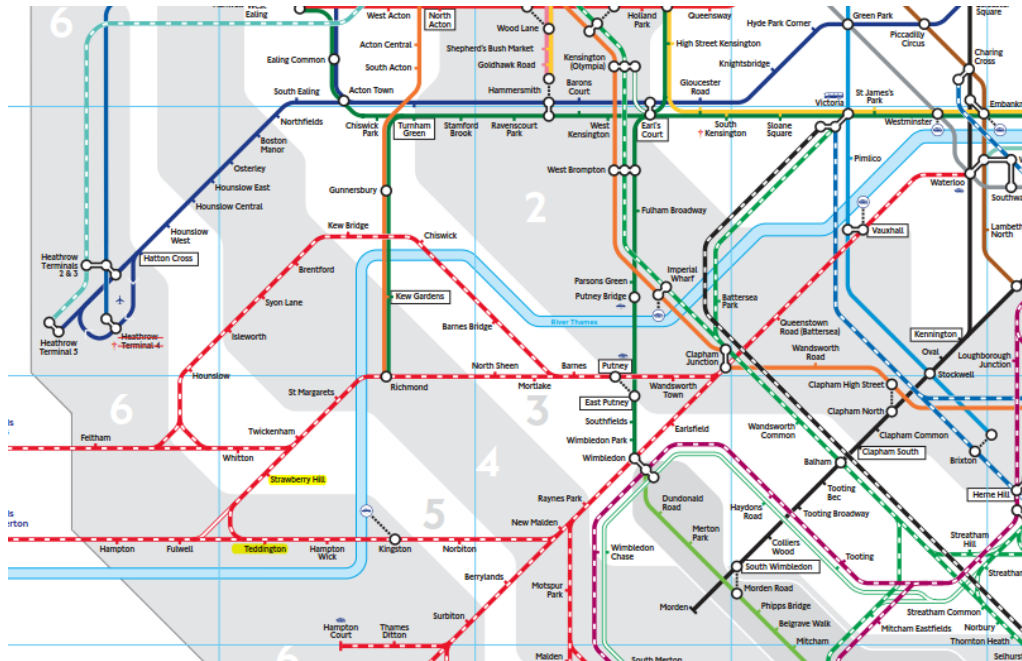 6
Ealing
West Acton
North
Acton
Wood Lane
Holland
Park
Queensway
Hyde Park Corner
Green Park
Square
Piccadilly
Circus
Acton Central
Shepherd's Bush Market
Kensington
(Olympia)
High Street Kensington
Charing
Cross
Ealing Common
South Acton
Goldhawk Road
Knightsbridge
South Ealing
Acton Town
Hammersmith
Barons
Court
Gloucester
Road
Victoria
St James's
Park
Embank
Northfields
Chiswick
Park
Turnham
Green
Stamford
Brook
Ravenscourt
Park
West
Kensington
Earl's
Court
South
Kensington
Sloane
Square
Westminster
Boston
Manor
Osterley
Hounslow East
Hounslow Central
Gunnersbury
West Brompton
Pimlico
Waterloo
Southwa
2
Fulham Broadway
Hounslow
West
Kew Bridge
Chiswick
Vauxhall
Lambeth
North
Heathrow
Terminals
2 & 3
Hatton Cross
Brentford
Imperial
Wharf
Parsons Green
Putney Bridge
Syon Lane
Kew Gardens
Battersea
Park
Heathrow
Terminal 4
Heathrow
Terminal 5
Isleworth
Barnes Bridge
River Thames
Queenstown
Road (Battersea)
Kennington
Wandsworth
Road
Oval
Loughborough
Junction
Clapham
Junction
Hounslow
St Margarets
Richmond
North Sheen
Mortlake
Barnes
Putney
Wandsworth
Town
Clapham High Street
Stockwell
6
3
East Putney
Clapham North
Twickenham
Southfields
Earlsfield
Wandsworth
Common
Clapham Common
Feltham
Wimbledon Park
Whitton
Wimbledon
Balham
Clapham South
Brixton
4
Strawberry Hill
Tooting
Bec
Herne Hill
Raynes Park
Dundonald
Road
Haydons
Road
Tooting Broadway
5
New Malden
Merton
Park
Colliers
Wood
Streatham
Hill
Hampton
Fulwell
Teddington
Hampton
Wick
Kingston
Norbiton
Wimbledon
Chase
Tooting
South Wimbledon
Streatha
Berrylands
Motspur
Park
Morden Road
Morden
Phipps Bridge
Streatham Common
Surbiton
Belgrave Walk
Mitcham Eastfields
Norbury
Hampton
Court
Thames
Ditton
Mitcham
Thornton Heath
6
Malden
South Merton
Selhurs